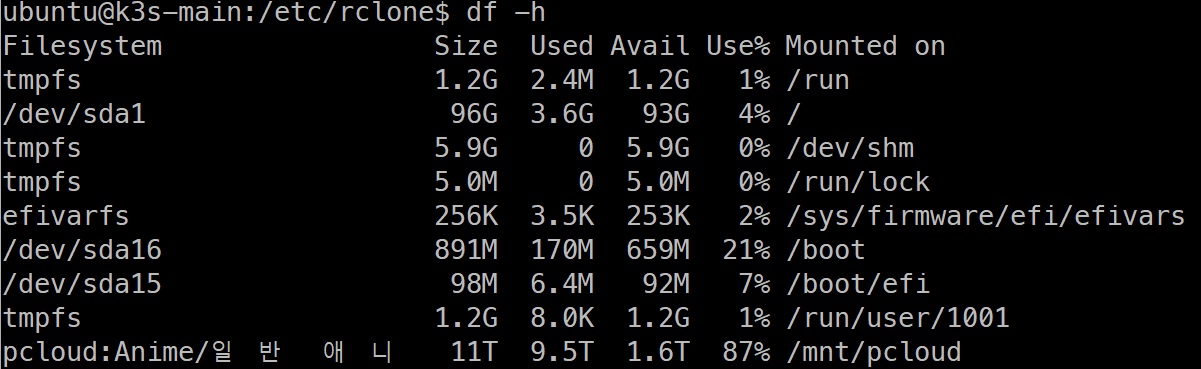 ubuntu@k3s-main:/etc/rclone$ df -h
Filesystem                 Size  Used Avail Use% Mounted on
tmpfs                      1.2G  2.4M  1.2G   1% /run
/dev/sda1                   96G  3.6G   93G   4% /
tmpfs                      5.9G     0  5.9G   0% /dev/shm
tmpfs                      5.0M     0  5.0M   0% /run/lock
efivarfs                   256K  3.5K  253K   2% /sys/firmware/efi/efivars
/dev/sda16                 891M  170M  659M  21% /boot
/dev/sda15                  98M  6.4M   92M   7% /boot/efi
tmpfs                      1.2G  8.0K  1.2G   1% /run/user/1001
pcloud:Anime/일 반  애 니    11T  9.5T  1.6T  87% /mnt/pcloud